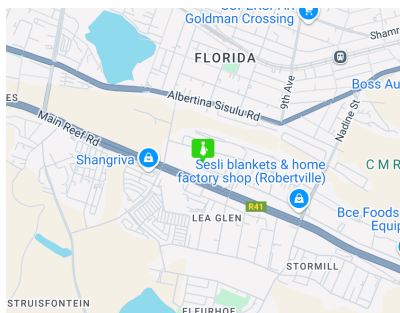 Goldman Crossing
FLORIDA
Shamr
Albertina Sisulu Rd
9th Ave
Boss Au
Nadine St
ES
Main Reef Rd
Shangriva
Sesli blankets & home
factory shop (Robertville)
C M R
R41
LEA GLEN
Bce Foods
Equip
STORMILL
STRUISFONTEIN
FLEURHOF